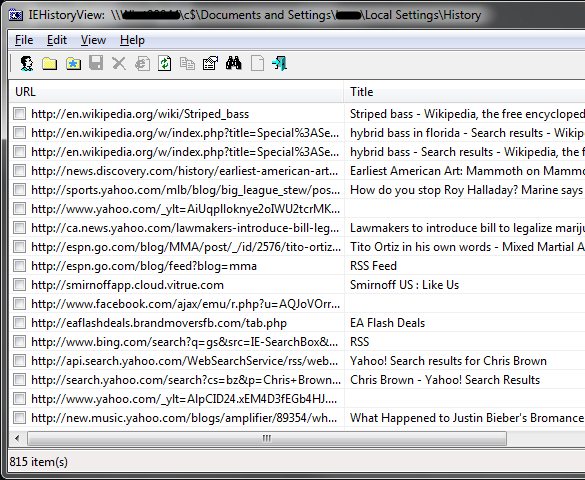 IEHistoryView: \\ \c$\Documents and Settings\ \Local Settings\History
File Edit View Help
URL Title
http://en.wikipedia.org/wiki/Striped_bass Striped bass - Wikipedia, the free encycloped
http://en.wikipedia.org/w/index.php?title=Special%3ASe... hybrid bass in florida - Search results - Wikip
http://en.wikipedia.org/w/index.php?title=Special%3ASe... hybrid bass - Search results - Wikipedia, the f
http://news.discovery.com/history/earliest-american-art... Earliest American Art: Mammoth on Mammo
http://sports.yahoo.com/mlb/blog/big_league_stew/pos... How do you stop Roy Halladay? Marine says
http://www.yahoo.com/_ylt=AiUqplloknye2oIWU2tcrMK...
http://ca.news.yahoo.com/lawmakers-introduce-bill-leg... Lawmakers to introduce bill to legalize mariju
http://espn.go.com/blog/MMA/post/_/id/2576/tito-ortiz... Tito Ortiz in his own words - Mixed Martial A
http://espn.go.com/blog/feed?blog=mma RSS Feed
http://smirnoffapp.cloud.vitrue.com Smirnoff US : Like Us
http://www.facebook.com/ajax/emu/r.php?u=AQJoVOrr...
http://eaflashdeals.brandmoversfb.com/tab.php EA Flash Deals
http://www.bing.com/search?q=gs&src=IE-SearchBox&... RSS
http://api.search.yahoo.com/WebSearchService/rss/web... Yahoo! Search results for Chris Brown
http://search.yahoo.com/search?cs=bz&p=Chris+Brown... Chris Brown - Yahoo! Search Results
http://www.yahoo.com/_ylt=AlpCID24.xEM4D3fEGb4HJ...
http://new.music.yahoo.com/blogs/amplifier/89354/wh... What Happened to Justin Bieber's Bromance
815 item(s)